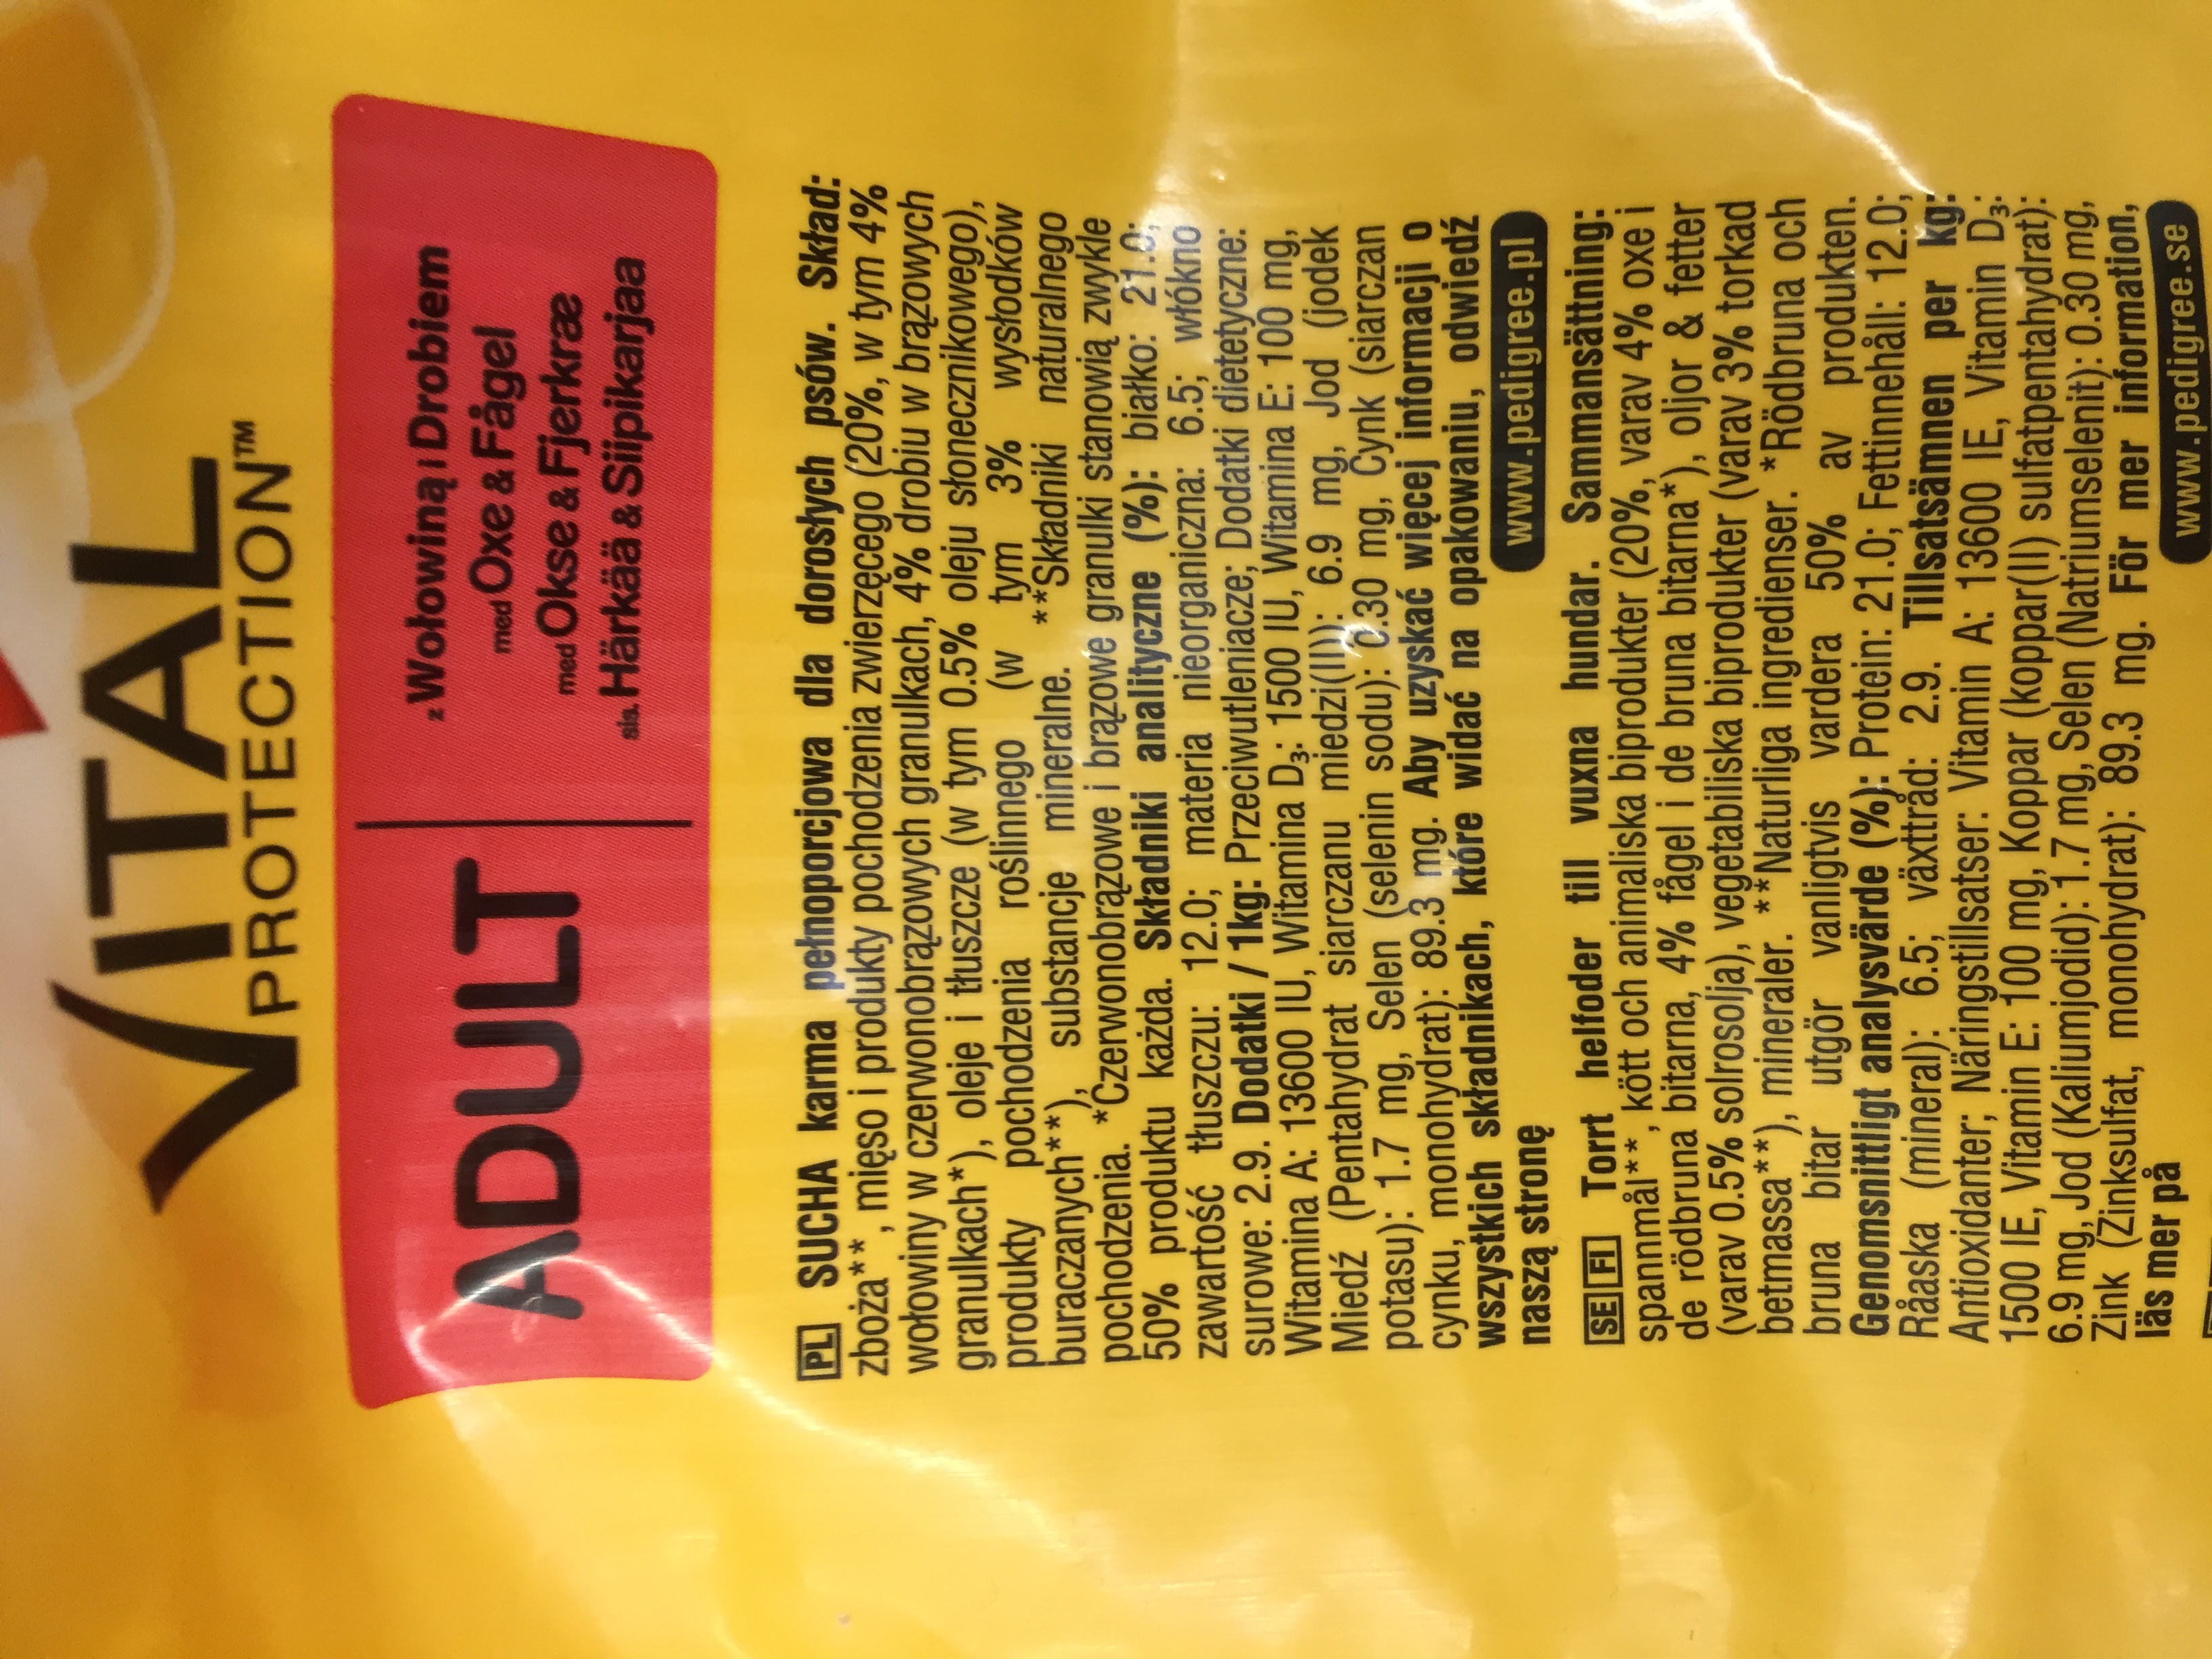 VITAL
PROTECTION™
ADULT
z Wołowiną i Drobiem
med Oxe & Fågel
med Okse & Fjerkræ
sis. Härkää & Siipikarjaa
PL SUCHA karma pełnoporcjowa dla dorosłych psów. Skład:
zboża**, mięso i produkty pochodzenia zwierzęcego (20%, w tym 4%
wołowiny w czerwonobrązowych granulkach, 4% drobiu w brązowych
granulkach*), oleje i tłuszcze (w tym 0.5% oleju słonecznikowego),
produkty pochodzenia roślinnego (w tym 3% wysłodków
buraczanych**), substancje mineralne. **Składniki naturalnego
pochodzenia. *Czerwonobrązowe i brązowe granulki stanowią zwykle
50% produktu każda. Składniki analityczne (%): białko: 21.0;
zawartość tłuszczu: 12.0; materia nieorganiczna: 6.5; włókno
surowe: 2.9. Dodatki / 1kg: Przeciwutleniacze; Dodatki dietetyczne:
Witamina A: 13600 IU, Witamina D₃: 1500 IU, Witamina E: 100 mg,
Miedź (Pentahydrat siarczanu miedzi(II)): 6.9 mg, Jod (jodek
potasu): 1.7 mg, Selen (selenin sodu): 0.30 mg, Cynk (siarczan
cynku, monohydrat): 89.3 mg. Aby uzyskać więcej informacji o
wszystkich składnikach, które widać na opakowaniu, odwiedź
naszą stronę www.pedigree.pl
SE FI Torrt helfoder till vuxna hundar. Sammansättning:
spannmål**, kött och animaliska biprodukter (20%, varav 4% oxe i
de rödbruna bitarna, 4% fågel i de bruna bitarna*), oljor & fetter
(varav 0.5% solrosolja), vegetabiliska biprodukter (varav 3% torkad
betmassa**), mineraler. **Naturliga ingredienser. *Rödbruna och
bruna bitar utgör vanligtvis vardera 50% av produkten.
Genomsnittligt analysvärde (%): Protein: 21.0; Fettinnehåll: 12.0;
Råaska (mineral): 6.5; växttråd: 2.9. Tillsatsämnen per kg:
Antioxidanter; Näringstillsatser: Vitamin A: 13600 IE, Vitamin D₃:
1500 IE, Vitamin E: 100 mg, Koppar (koppar(II) sulfatpentahydrat):
6.9 mg, Jod (Kaliumjodid): 1.7 mg, Selen (Natriumselenit): 0.30 mg,
Zink (Zinksulfat, monohydrat): 89.3 mg. För mer information,
läs mer på www.pedigree.se